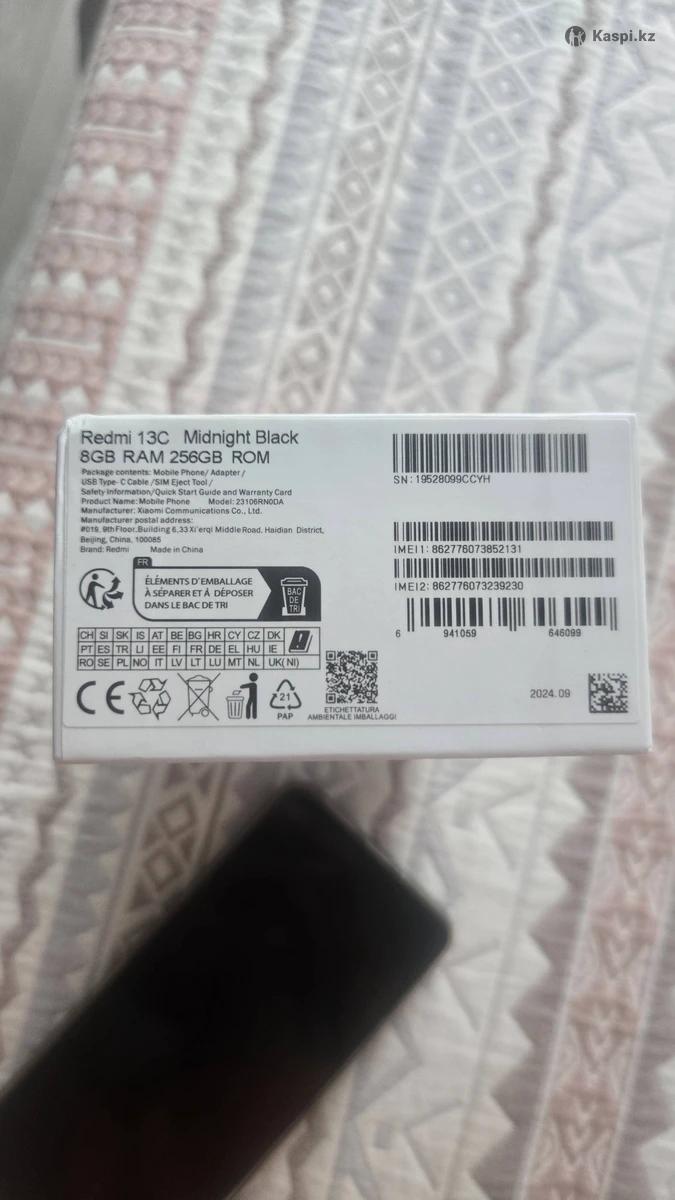 Kaspi.kz
Redmi 13C Midnight Black
8GB RAM 256GB ROM
Package contents: Mobile Phone/ Adapter/
USB Type- C Cable /SIM Eject Tool /
Safety Information/Quick Start Guide and Warranty Card
Product Name: Mobile Phone Model: 23106RN0DA
Manufacturer: Xiaomi Communications Co., Ltd.
Manufacturer postal address:
#019, 9th Floor, Building 6, 33 Xi'erqi Middle Road, Haidian District,
Beijing, China, 100085
Brand: Redmi Made in China
FR
ÉLÉMENTS D'EMBALLAGE
À SÉPARER ET À DÉPOSER
DANS LE BAC DE TRI
BAC
DE
TRI
CH SI SK IS AT BE BG HR CY CZ DK
PT ES TR LI EE FI FR DE EL HU IE
RO SE PL NO IT LV LT LU MT NL UK(NI)
CE
21
PAP
ETICHETTATURA
AMBIENTALE IMBALLAGGI
SN: 19528099CCYH
IMEI1: 862776073852131
IMEI2: 862776073239230
6 941059 646099
2024.09